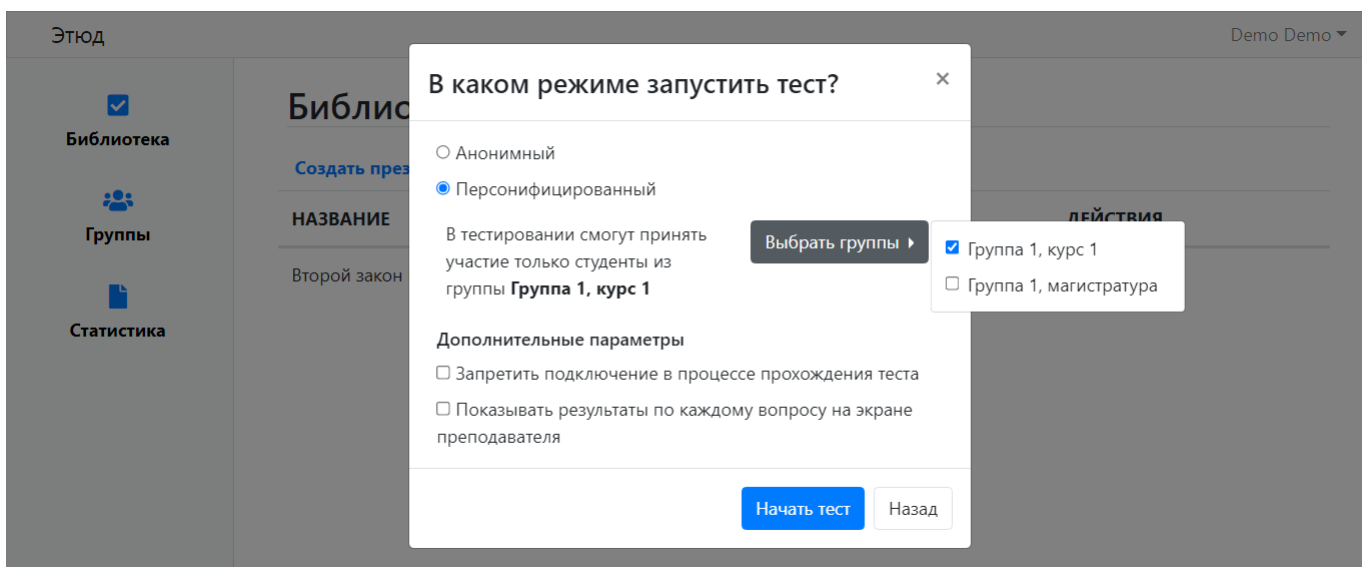 Этюд
Demo Demo
Библиотека
Группы
Статистика
Библио
Создать през
НАЗВАНИЕ
ДЕЙСТВИЯ
Второй закон
В каком режиме запустить тест?
×
Анонимный
Персонифицированный
В тестировании смогут принять
участие только студенты из
группы Группа 1, курс 1
Выбрать группы
Группа 1, курс 1
Группа 1, магистратура
Дополнительные параметры
Запретить подключение в процессе прохождения теста
Показывать результаты по каждому вопросу на экране
преподавателя
Начать тест
Назад